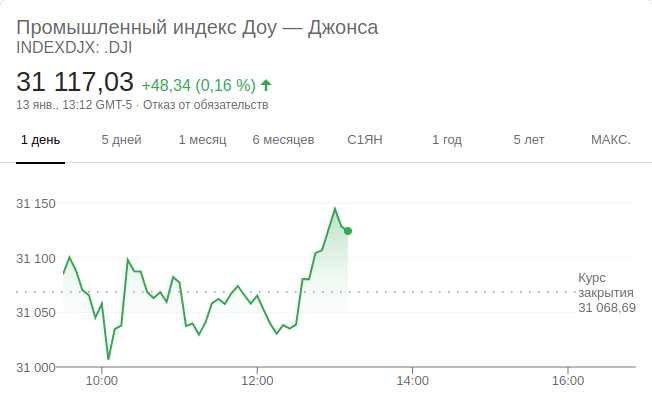 Промышленный индекс Доу — Джонса
INDEXDJX: .DJI
31 117,03 +48,34 (0,16 %)
13 янв., 13:12 GMT-5 · Отказ от обязательств
1 день 5 дней 1 месяц 6 месяцев С1ЯН 1 год 5 лет МАКС.
31 150
31 100
Курс
закрытия
31 068,69
31 050
31 000
10:00 12:00 14:00 16:00